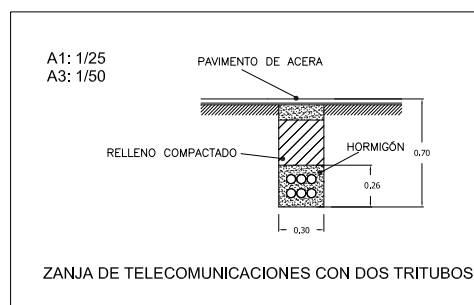 A1: 1/25
A3: 1/50
PAVIMENTO DE ACERA
RELLENO COMPACTADO
HORMIGÓN
0.70
0.26
0.30
ZANJA DE TELECOMUNICACIONES CON DOS TRITUBOS